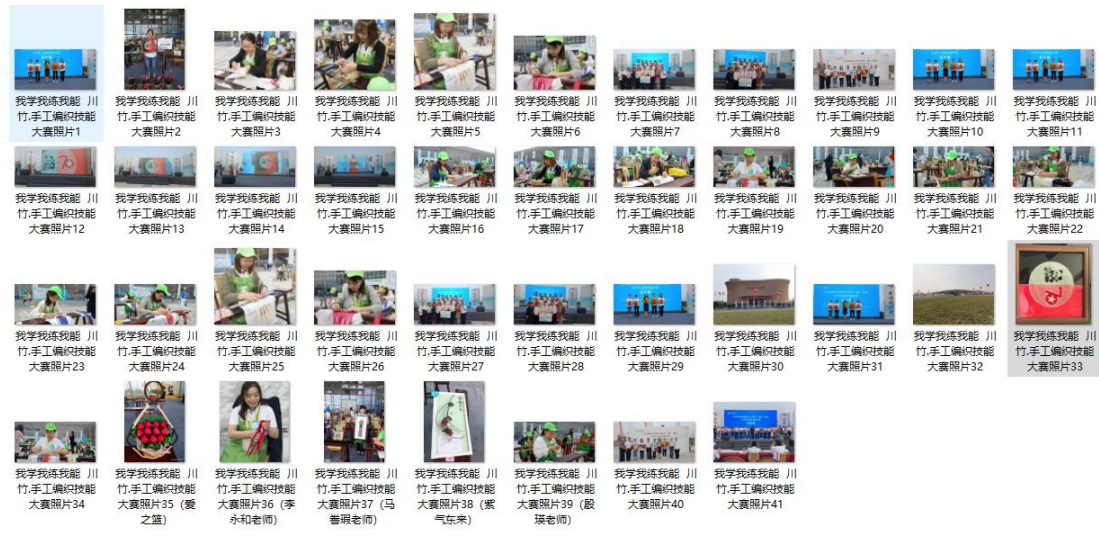 我学我练我能 川
竹.手工编织技能
大赛照片1
我学我练我能 川
竹.手工编织技能
大赛照片2
我学我练我能 川
竹.手工编织技能
大赛照片3
我学我练我能 川
竹.手工编织技能
大赛照片4
我学我练我能 川
竹.手工编织技能
大赛照片5
我学我练我能 川
竹.手工编织技能
大赛照片6
我学我练我能 川
竹.手工编织技能
大赛照片7
我学我练我能 川
竹.手工编织技能
大赛照片8
我学我练我能 川
竹.手工编织技能
大赛照片9
我学我练我能 川
竹.手工编织技能
大赛照片10
我学我练我能 川
竹.手工编织技能
大赛照片11
我学我练我能 川
竹.手工编织技能
大赛照片12
我学我练我能 川
竹.手工编织技能
大赛照片13
我学我练我能 川
竹.手工编织技能
大赛照片14
我学我练我能 川
竹.手工编织技能
大赛照片15
我学我练我能 川
竹.手工编织技能
大赛照片16
我学我练我能 川
竹.手工编织技能
大赛照片17
我学我练我能 川
竹.手工编织技能
大赛照片18
我学我练我能 川
竹.手工编织技能
大赛照片19
我学我练我能 川
竹.手工编织技能
大赛照片20
我学我练我能 川
竹.手工编织技能
大赛照片21
我学我练我能 川
竹.手工编织技能
大赛照片22
我学我练我能 川
竹.手工编织技能
大赛照片23
我学我练我能 川
竹.手工编织技能
大赛照片24
我学我练我能 川
竹.手工编织技能
大赛照片25
我学我练我能 川
竹.手工编织技能
大赛照片26
我学我练我能 川
竹.手工编织技能
大赛照片27
我学我练我能 川
竹.手工编织技能
大赛照片28
我学我练我能 川
竹.手工编织技能
大赛照片29
我学我练我能 川
竹.手工编织技能
大赛照片30
我学我练我能 川
竹.手工编织技能
大赛照片31
我学我练我能 川
竹.手工编织技能
大赛照片32
我学我练我能 川
竹.手工编织技能
大赛照片33
我学我练我能 川
竹.手工编织技能
大赛照片34
我学我练我能 川
竹.手工编织技能
大赛照片35（爱
之篮）
我学我练我能 川
竹.手工编织技能
大赛照片36（李
永和老师）
我学我练我能 川
竹.手工编织技能
大赛照片37（马
瑕老师）
我学我练我能 川
竹.手工编织技能
大赛照片38（紫
气东来）
我学我练我能 川
竹.手工编织技能
大赛照片39（殷
瑛老师）
我学我练我能 川
竹.手工编织技能
大赛照片40
我学我练我能 川
竹.手工编织技能
大赛照片41